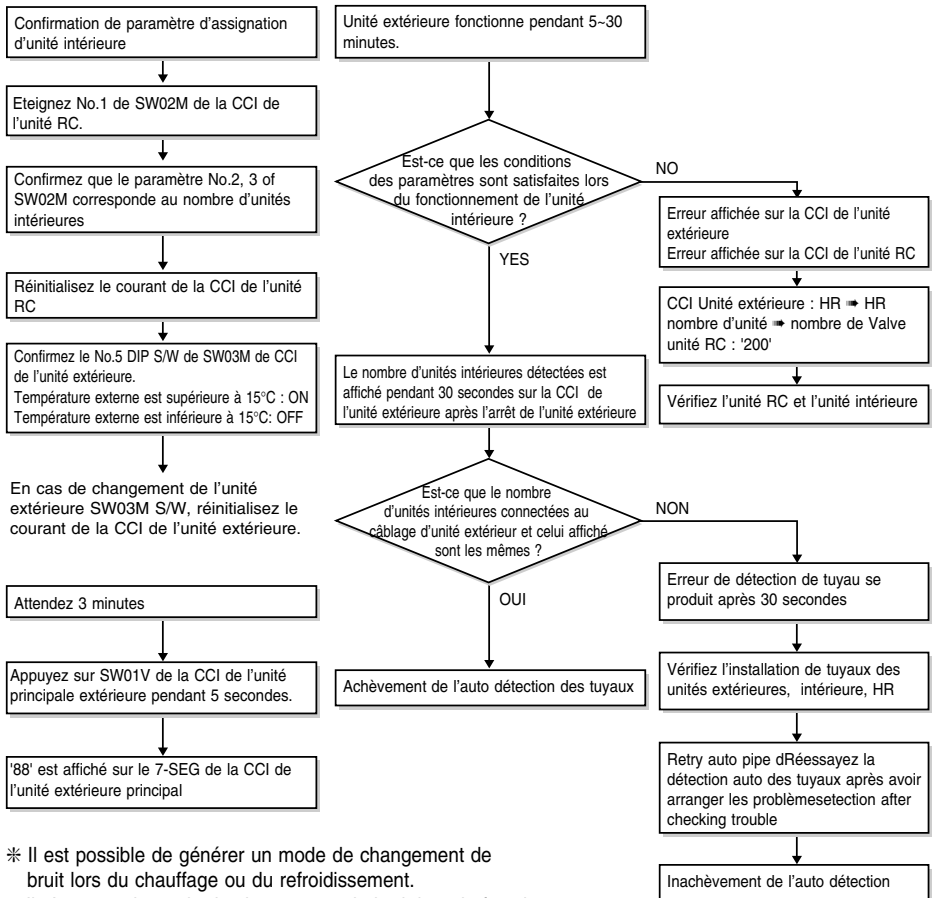 Confirmation de paramètre d'assignation
d'unité intérieure
Eteignez No.1 de SW02M de la CCI de
l'unité RC.
Confirmez que le paramètre No.2, 3 of
SW02M corresponde au nombre d'unités
intérieures
Réinitialisez le courant de la CCI de l'unité
RC
Confirmez le No.5 DIP S/W de SW03M de CCI
de l'unité extérieure.
Température externe est supérieure à 15°C : ON
Température externe est inférieure à 15°C: OFF
En cas de changement de l'unité
extérieure SW03M S/W, réinitialisez le
courant de la CCI de l'unité extérieure.
Attendez 3 minutes
Appuyez sur SW01V de la CCI de l'unité
principale extérieure pendant 5 secondes.
'88' est affiché sur le 7-SEG de la CCI de
l'unité extérieure principal
Unité extérieure fonctionne pendant 5~30
minutes.
Est-ce que les conditions
des paramètres sont satisfaites lors
du fonctionnement de l'unité
intérieure ?
NO
YES
Erreur affichée sur la CCI de l'unité
extérieure
Erreur affichée sur la CCI de l'unité RC
CCI Unité extérieure : HR ➠ HR
nombre d'unité ➠ nombre de Valve
unité RC : '200'
Vérifiez l'unité RC et l'unité intérieure
Le nombre d'unités intérieures détectées est
affiché pendant 30 secondes sur la CCI de
l'unité extérieure après l'arrêt de l'unité extérieure
Est-ce que le nombre
d'unités intérieures connectées au
câblage d'unité extérieur et celui affiché
sont les mêmes ?
NON
OUI
Achèvement de l'auto détection des tuyaux
Erreur de détection de tuyau se
produit après 30 secondes
Vérifiez l'installation de tuyaux des
unités extérieures, intérieure, HR
Retry auto pipe dRéessayez la
détection auto des tuyaux après avoir
arranger les problèmesetection after
checking trouble
Inachèvement de l'auto détection
❈ Il est possible de générer un mode de changement de
bruit lors du chauffage ou du refroidissement.